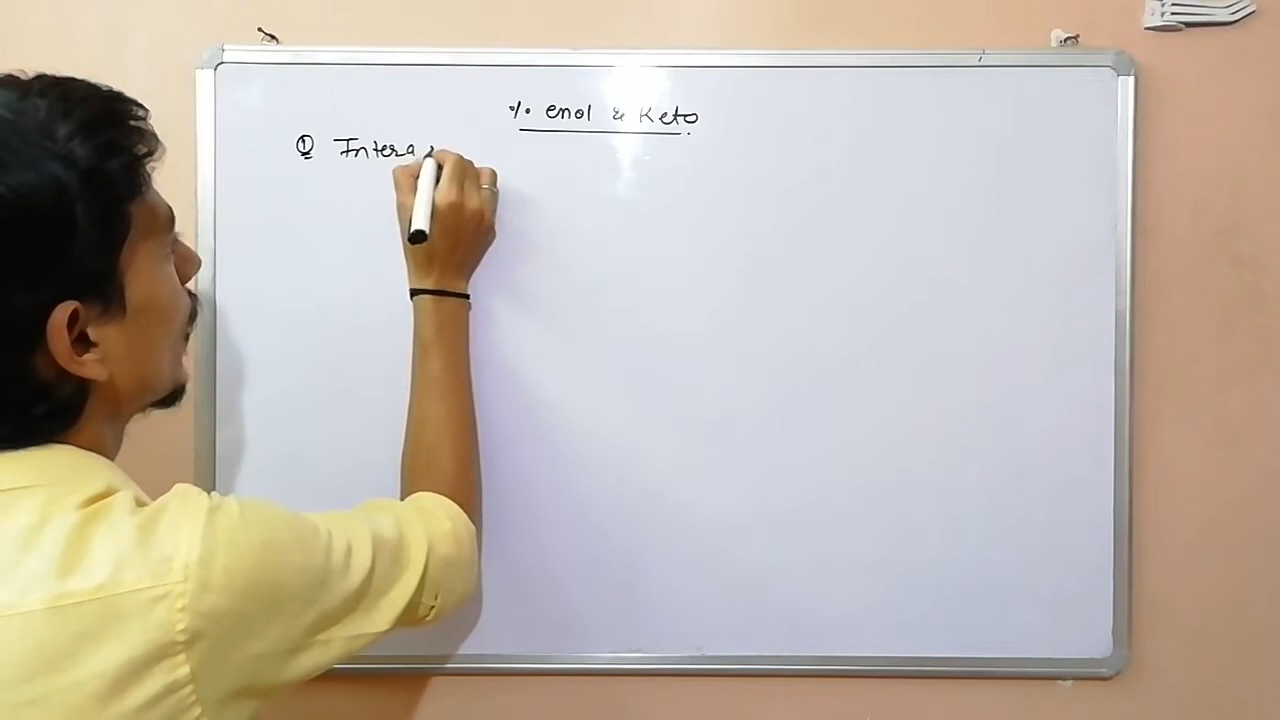 % enol & Keto
① Intera